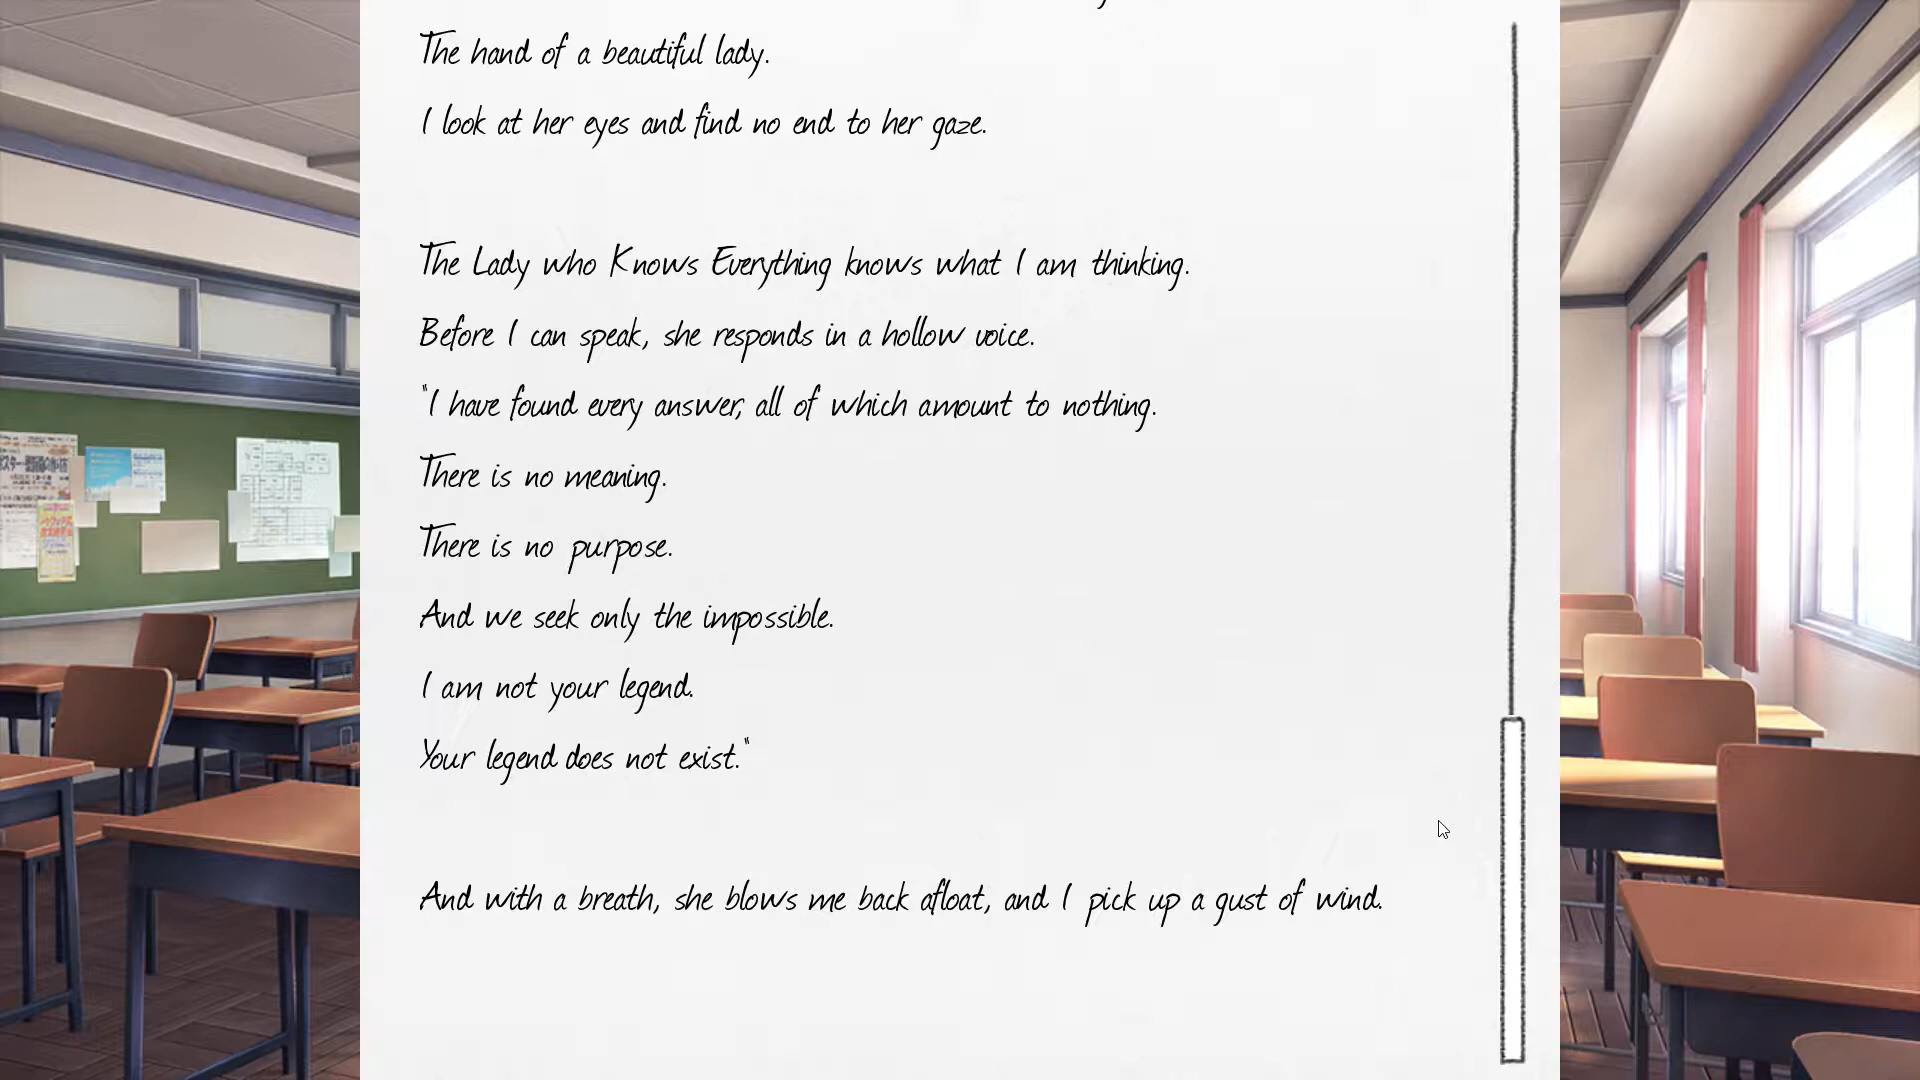 The hand of a beautiful lady.
I look at her eyes and find no end to her gaze.
The Lady who Knows Everything knows what I am thinking.
Before I can speak, she responds in a hollow voice.
"I have found every answer, all of which amount to nothing.
There is no meaning.
There is no purpose.
And we seek only the impossible.
I am not your legend.
Your legend does not exist."
And with a breath, she blows me back afloat, and I pick up a gust of wind.